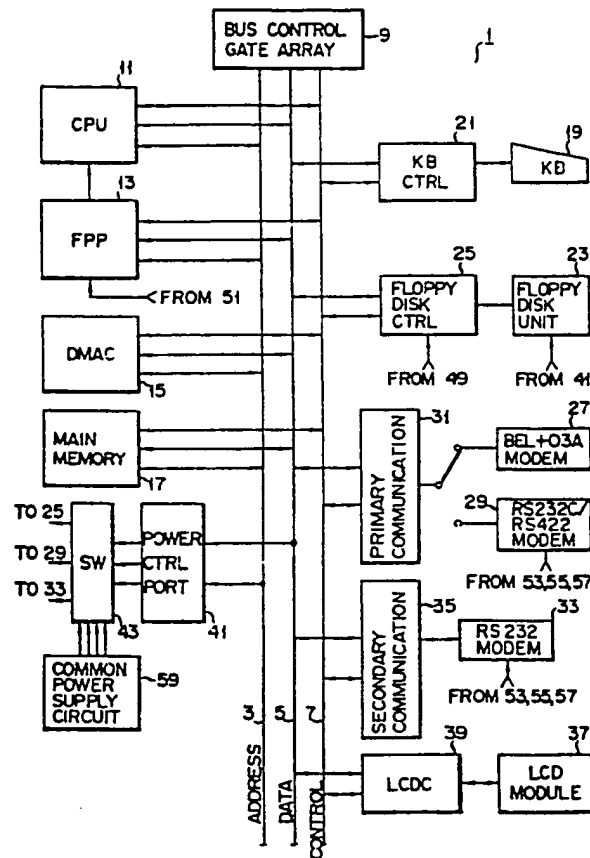 BUS CONTROL
GATE ARRAY
9
1
11
CPU
21
19
KB
CTRL
KB
13
FPP
FROM 51
25
23
FLOPPY
DISK
CTRL
FLOPPY
DISK
UNIT
DMAC
15
FROM 49
FROM 41
31
27
MAIN
MEMORY
17
PRIMARY COMMUNICATION
BEL+03A
MODEM
29
RS232C/
RS422
MODEM
FROM 53,55,57
TO 25
TO 29
TO 33
SW
43
POWER
CTRL
PORT
41
35
33
SECONDARY COMMUNICATION
RS232
MODEM
FROM 53,55,57
COMMON
POWER
SUPPLY
CIRCUIT
59
3
5
7
ADDRESS
DATA
CONTROL
39
37
LCDC
LCD
MODULE